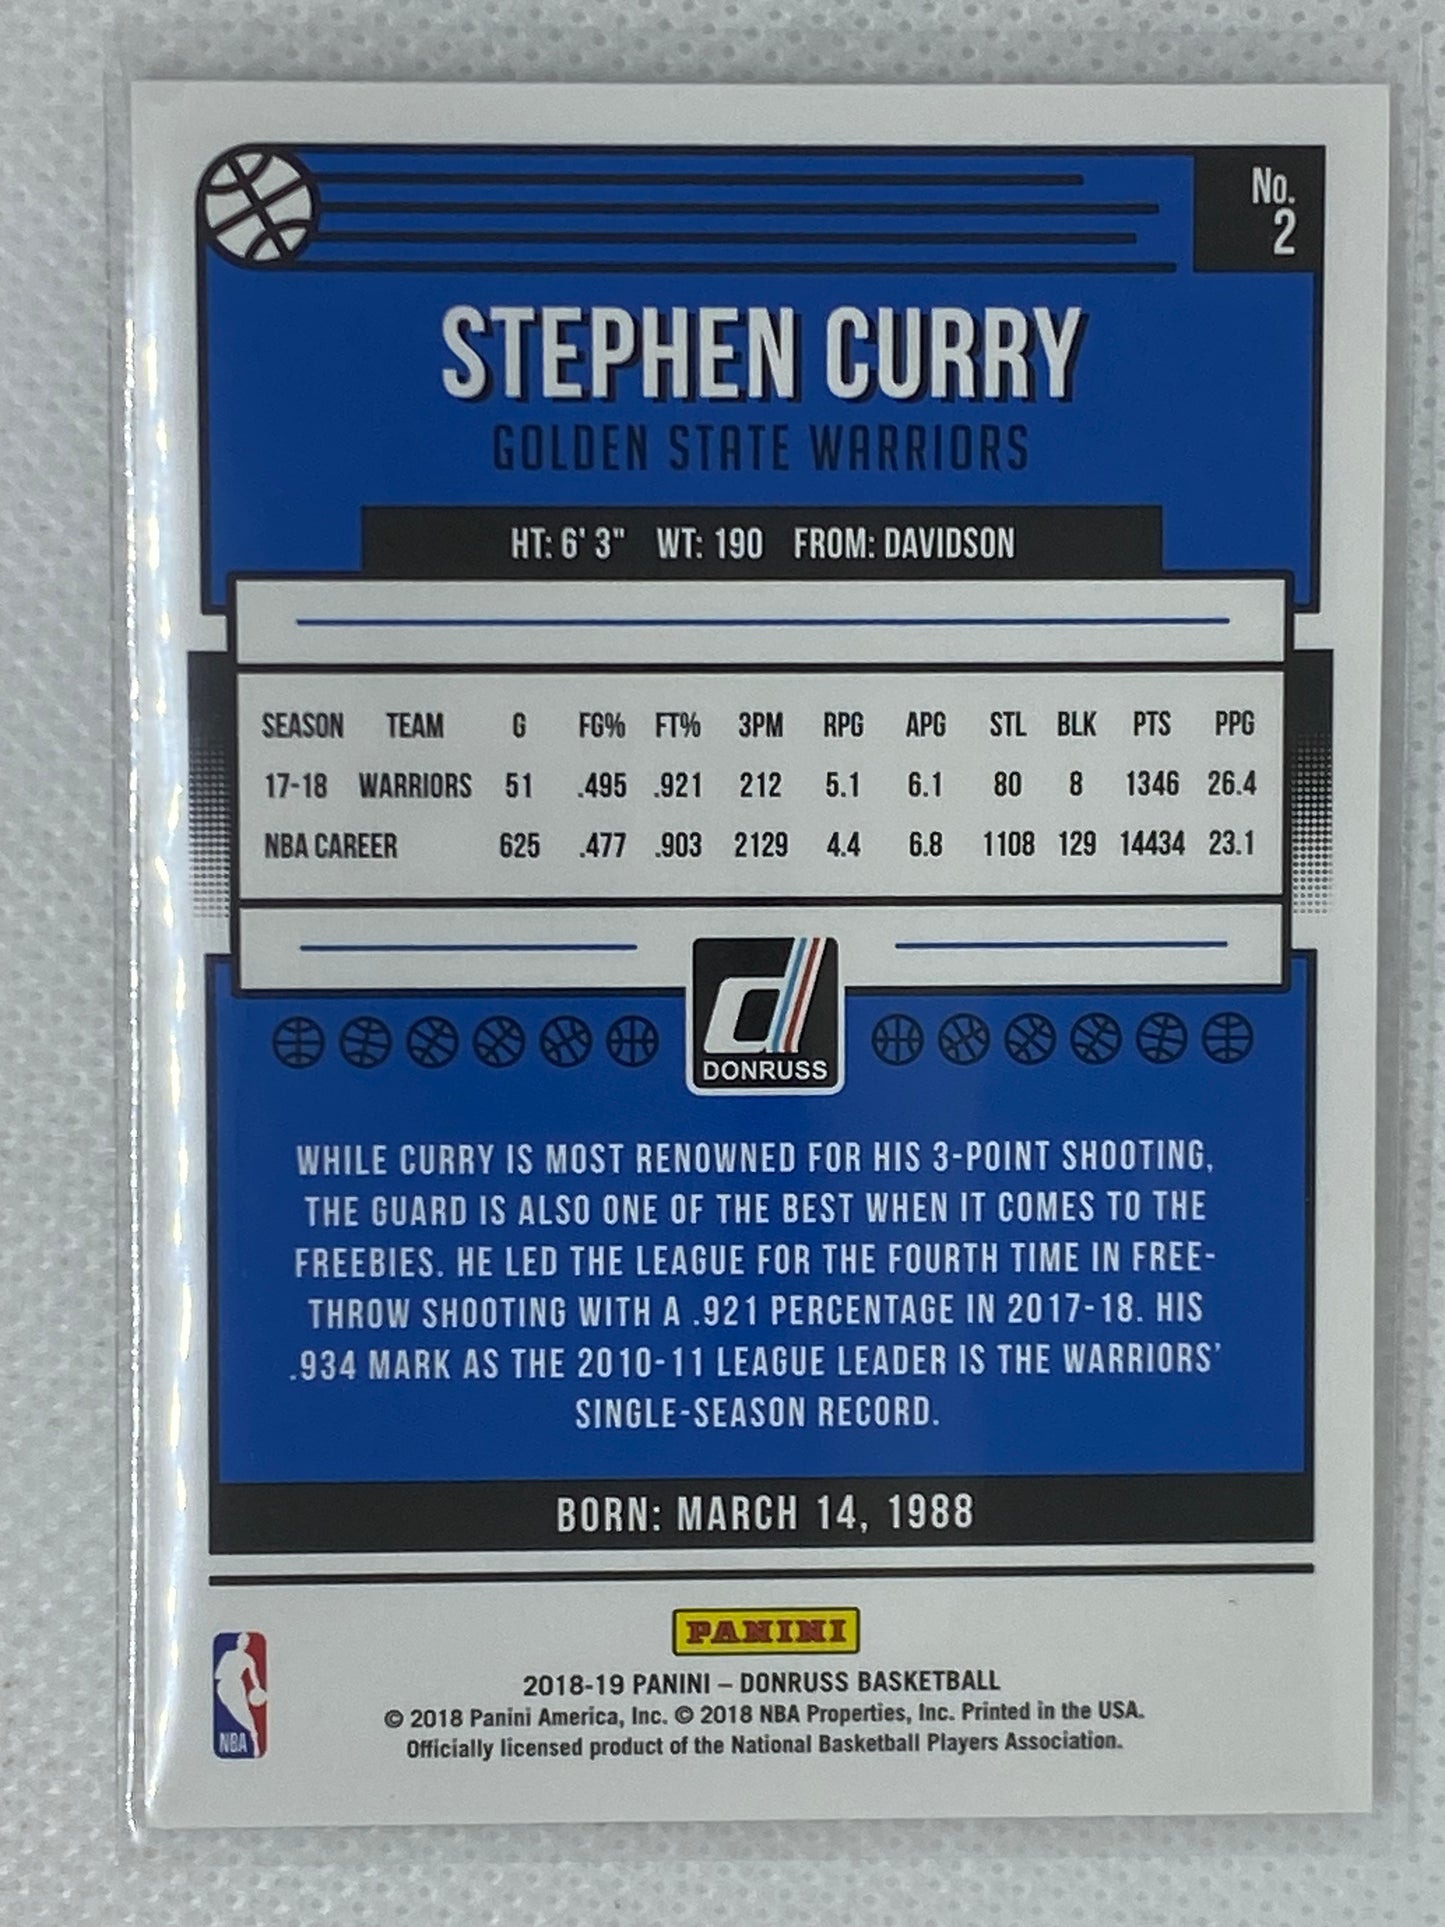 No.
2
STEPHEN CURRY
GOLDEN STATE WARRIORS
HT: 6' 3" WT: 190 FROM: DAVIDSON
SEASON TEAM G FG% FT% 3PM RPG APG STL BLK PTS PPG
17-18 WARRIORS 51 .495 .921 212 5.1 6.1 80 8 1346 26.4
NBA CAREER 625 .477 .903 2129 4.4 6.8 1108 129 14434 23.1
d
DONRUSS
WHILE CURRY IS MOST RENOWNED FOR HIS 3-POINT SHOOTING,
THE GUARD IS ALSO ONE OF THE BEST WHEN IT COMES TO THE
FREEBIES. HE LED THE LEAGUE FOR THE FOURTH TIME IN FREE-
THROW SHOOTING WITH A .921 PERCENTAGE IN 2017-18. HIS
.934 MARK AS THE 2010-11 LEAGUE LEADER IS THE WARRIORS'
SINGLE-SEASON RECORD.
BORN: MARCH 14, 1988
PANINI
NBA
2018-19 PANINI – DONRUSS BASKETBALL
© 2018 Panini America, Inc. © 2018 NBA Properties, Inc. Printed in the USA.
Officially licensed product of the National Basketball Players Association.